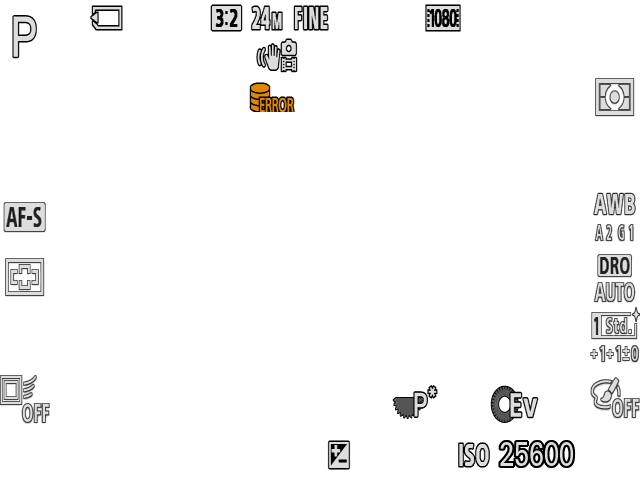 P 3:2 24M FINE 1080
ERROR
AF-S AWB
A2 G1
DRO
AUTO
1 Std.
+1+1±0
OFF P* EV OFF
ISO 25600